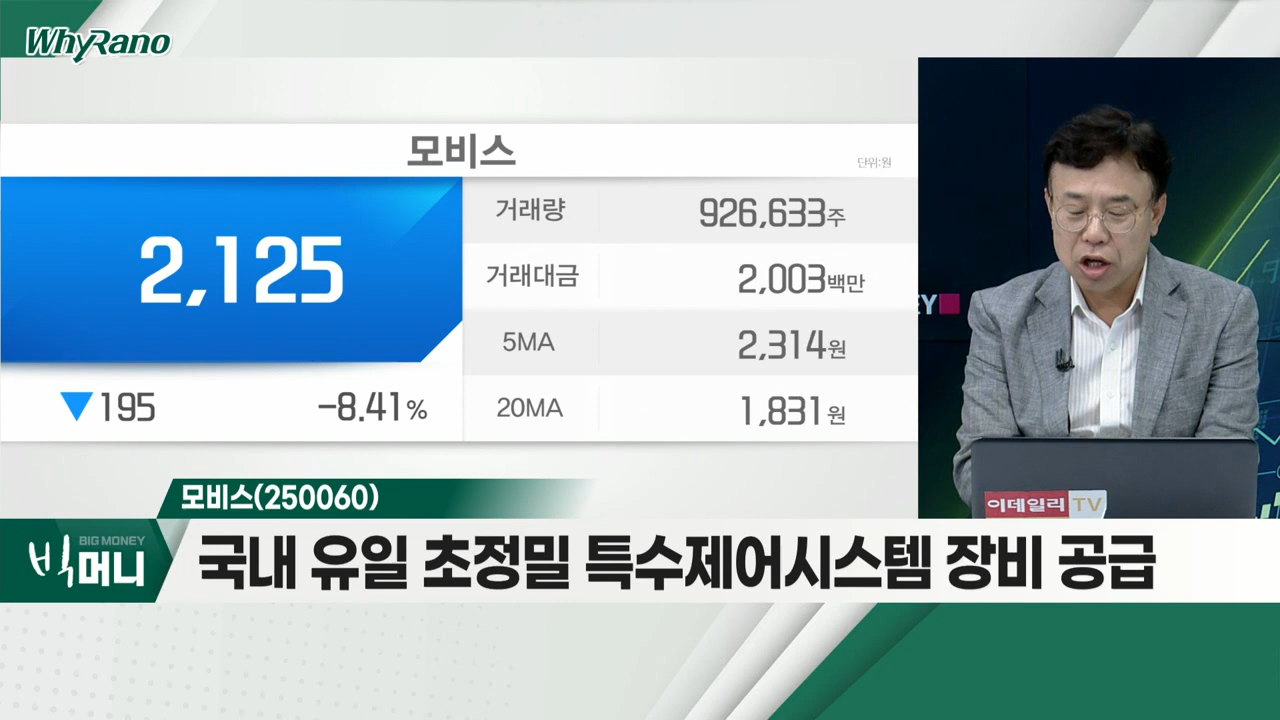 WhyRano
모비스
단위:원
2,125
▼195 -8.41%
거래량 926,633주
거래대금 2,003백만
5MA 2,314원
20MA 1,831원
EY
이데일리TV
모비스(250060)
BIG MONEY
빅머니
국내 유일 초정밀 특수제어시스템 장비 공급